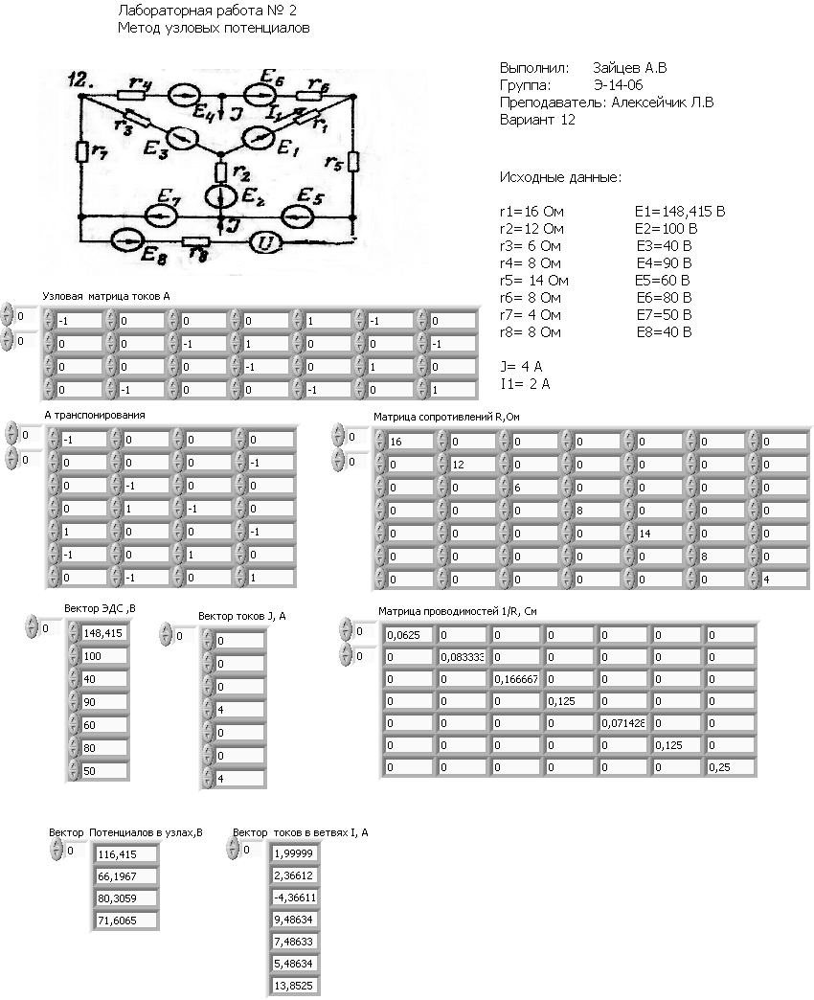 Лабораторная работа № 2
Метод узловых потенциалов
Выполнил: Зайцев А.В
Группа: Э-14-06
Преподаватель: Алексейчик Л.В
Вариант 12
12.
r4 E4 J E6 r6
I1 r1
r3 E3 E1
r7 r2 r5
E7 E2 E5
J
E8 r8 U
Исходные данные:
r1=16 Ом E1=148,415 В
r2=12 Ом E2=100 В
r3= 6 Ом E3=40 В
r4= 8 Ом E4=90 В
r5= 14 Ом E5=60 В
r6= 8 Ом E6=80 В
r7= 4 Ом E7=50 В
r8= 8 Ом E8=40 В
J= 4 А
I1= 2 А
Узловая матрица токов А
0 -1 0 0 0 1 -1 0
0 0 0 -1 1 0 0 -1
0 0 0 -1 0 1 0
0 -1 0 0 -1 0 1
А транспонирования
0 -1 0 0 0
0 0 0 0 -1
0 -1 0 0
0 1 -1 0
1 0 0 -1
-1 0 1 0
0 -1 0 1
Матрица сопротивлений R,Ом
0 16 0 0 0 0 0 0
0 0 12 0 0 0 0 0
0 0 6 0 0 0 0
0 0 0 8 0 0 0
0 0 0 0 14 0 0
0 0 0 0 0 8 0
0 0 0 0 0 0 4
Вектор ЭДС ,В
0 148,415
100
40
90
60
80
50
Вектор токов J, А
0 0
0
0
4
0
0
4
Матрица проводимостей 1/R, См
0 0,0625 0 0 0 0 0 0
0 0 0,083333 0 0 0 0 0
0 0 0,166667 0 0 0 0
0 0 0 0,125 0 0 0
0 0 0 0 0,071428 0 0
0 0 0 0 0 0,125 0
0 0 0 0 0 0 0,25
Вектор Потенциалов в узлах,В
0 116,415
66,1967
80,3059
71,6065
Вектор токов в ветвях I, А
0 1,99999
2,36612
-4,36611
9,48634
7,48633
5,48634
13,8525